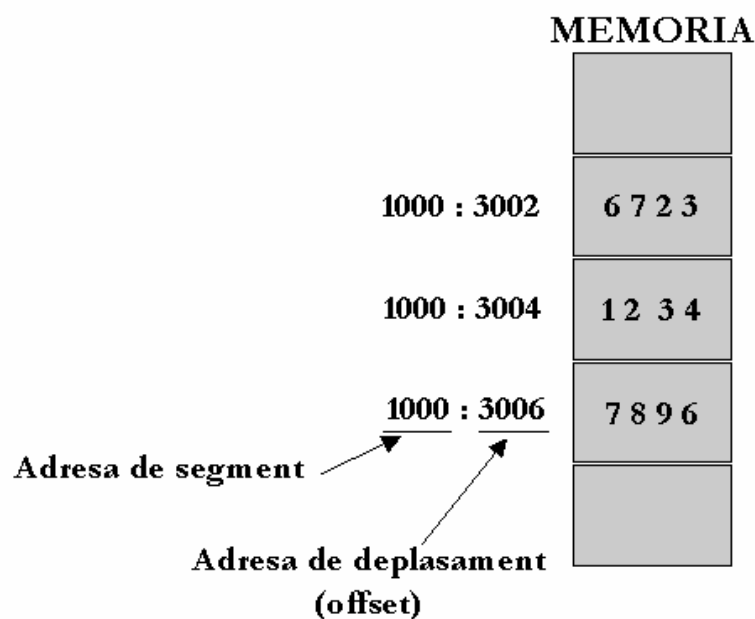 MEMORIA
1000 : 3002 6 7 2 3
1000 : 3004 1 2 3 4
1000 : 3006 7 8 9 6
Adresa de segment
Adresa de deplasament
(offset)